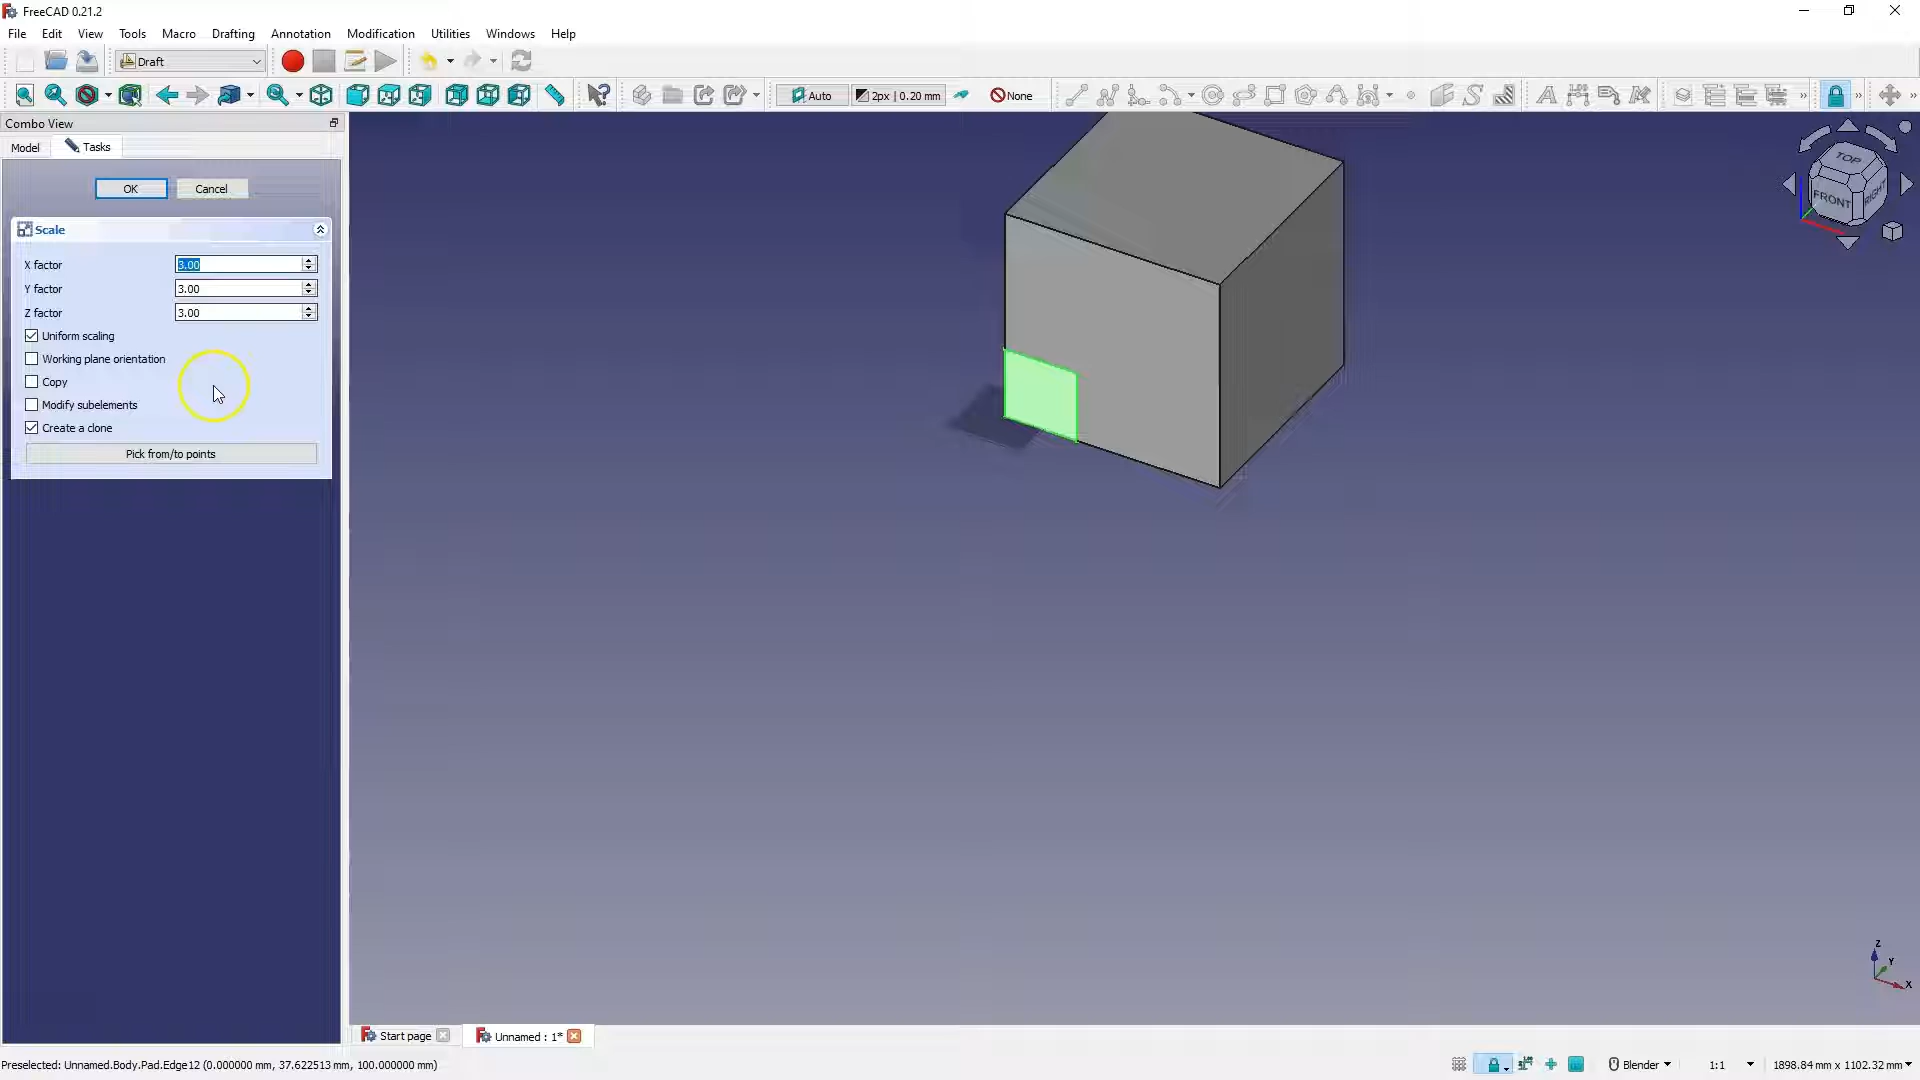 FreeCAD 0.21.2
File Edit View Tools Macro Drafting Annotation Modification Utilities Windows Help
Draft
Auto 2px | 0.20 mm None
Combo View
Model Tasks
OK Cancel
Scale
X factor 3.00
Y factor 3.00
Z factor 3.00
Uniform scaling
Working plane orientation
Copy
Modify subelements
Create a clone
Pick from/to points
TOP
FRONT RIGHT
Z
Y
X
Start page Unnamed : 1*
Preselected: Unnamed.Body.Pad.Edge12 (0.000000 mm, 37.622513 mm, 100.000000 mm) Blender 1:1 1898.84 mm x 1102.32 mm